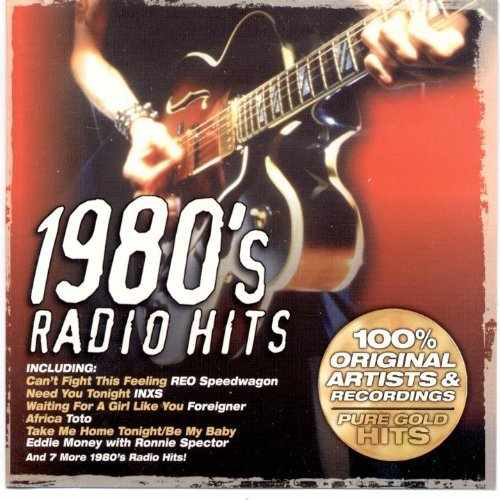 1980's
RADIO HITS
INCLUDING:
Can't Fight This Feeling REO Speedwagon
Need You Tonight INXS
Waiting For A Girl Like You Foreigner
Africa Toto
Take Me Home Tonight/Be My Baby
Eddie Money with Ronnie Spector
And 7 More 1980's Radio Hits!
100%
ORIGINAL
ARTISTS &
RECORDINGS
PURE GOLD
HITS